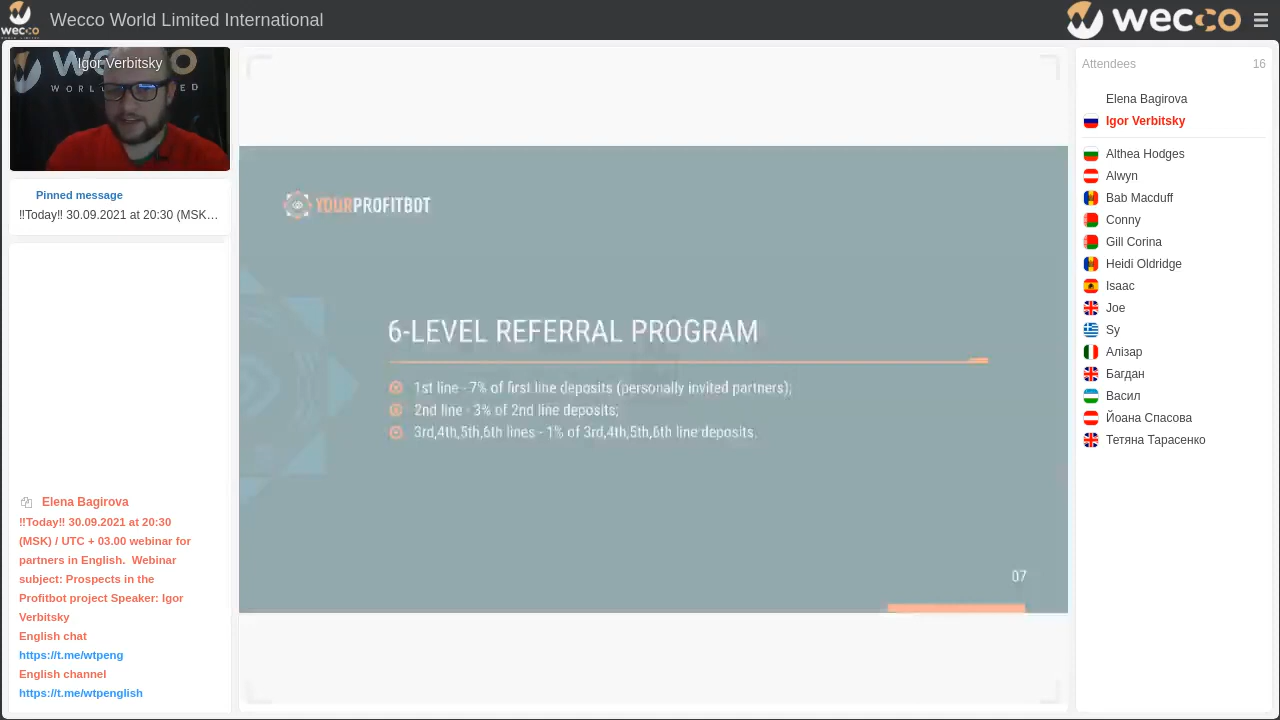 wecco
Wecco World Limited International
wecco
Igor Verbitsky
Pinned message
‼Today‼ 30.09.2021 at 20:30 (MSK…
Elena Bagirova
‼Today‼ 30.09.2021 at 20:30
(MSK) / UTC + 03.00 webinar for
partners in English.  Webinar
subject: Prospects in the
Profitbot project Speaker: Igor
Verbitsky
English chat
https://t.me/wtpeng
English channel
https://t.me/wtpenglish
YOURPROFITBOT
6-LEVEL REFERRAL PROGRAM
1st line - 7% of first line deposits (personally invited partners);
2nd line - 3% of 2nd line deposits;
3rd,4th,5th,6th lines - 1% of 3rd,4th,5th,6th line deposits.
07
Attendees 16
Elena Bagirova
Igor Verbitsky
Althea Hodges
Alwyn
Bab Macduff
Conny
Gill Corina
Heidi Oldridge
Isaac
Joe
Sy
Алізар
Багдан
Васил
Йоана Спасова
Тетяна Тарасенко